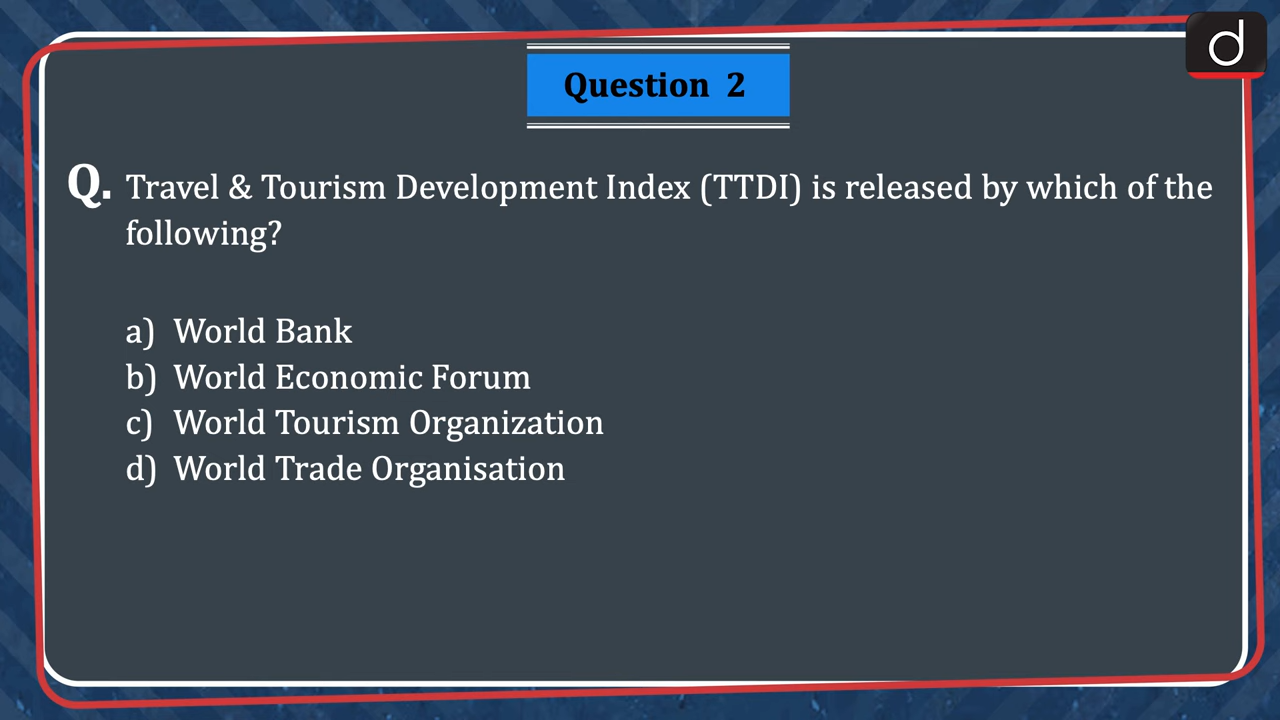 d
Question 2
Q. Travel & Tourism Development Index (TTDI) is released by which of the
following?
a) World Bank
b) World Economic Forum
c) World Tourism Organization
d) World Trade Organisation